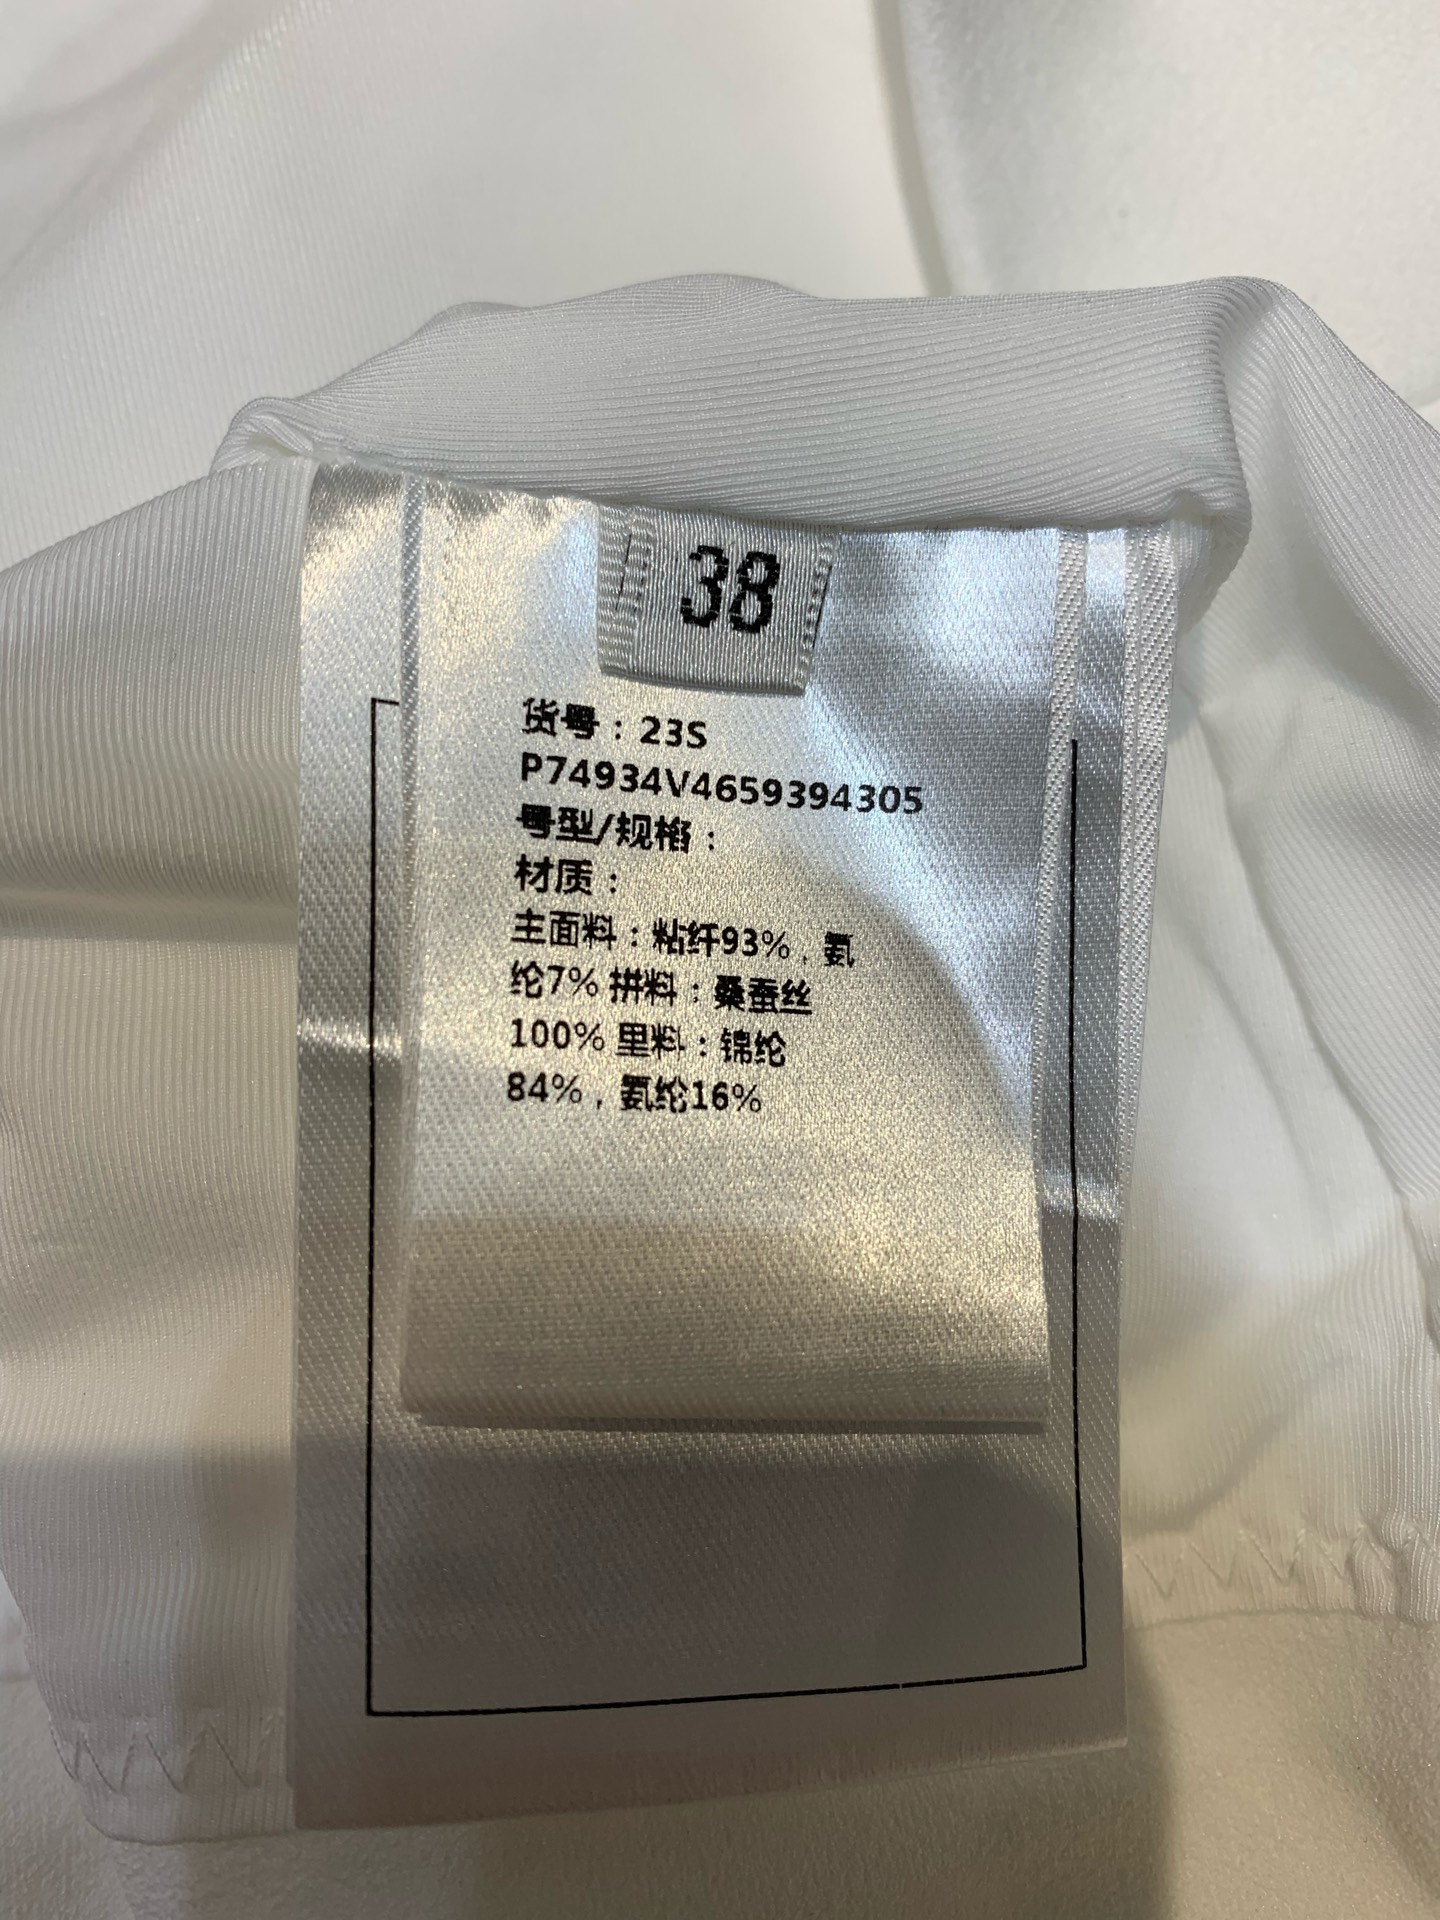 38
货号：23S
P74934V4659394305
号型/规格：
材质：
主面料：粘纤93%，氨
纶7% 拼料：桑蚕丝
100% 里料：锦纶
84%，氨纶16%